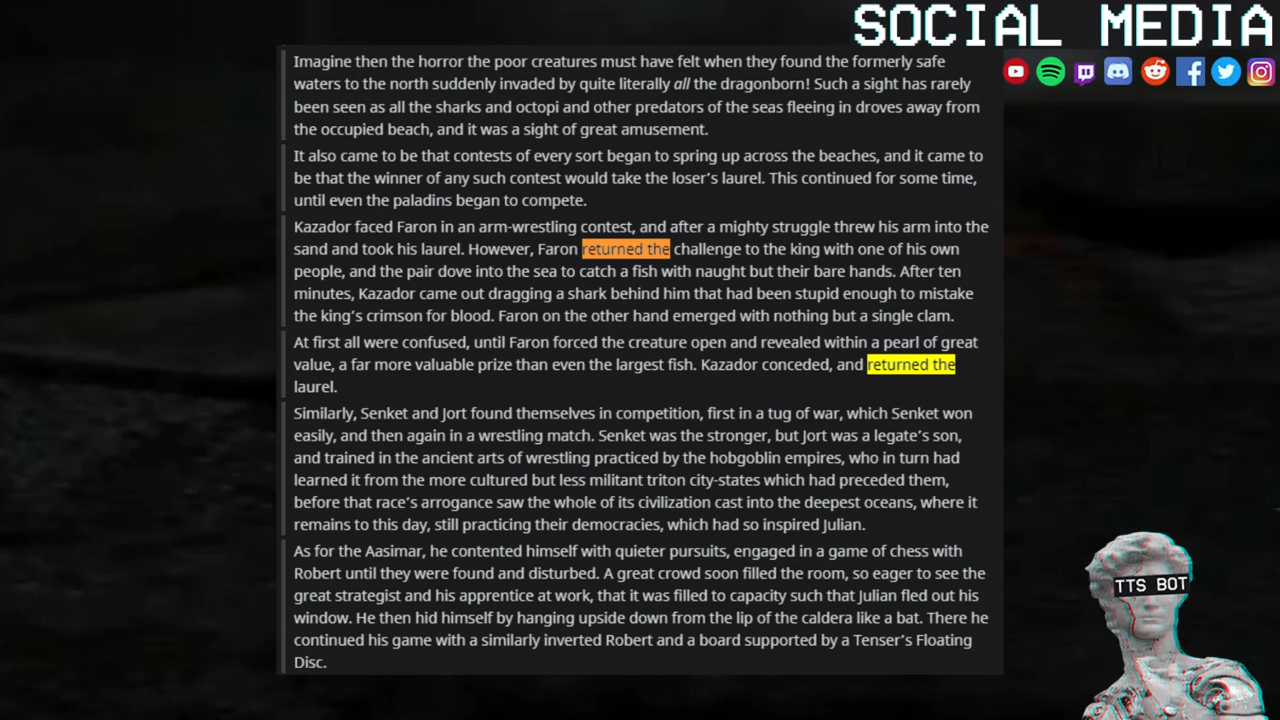 SOCIAL MEDIA
Imagine then the horror the poor creatures must have felt when they found the formerly safe
waters to the north suddenly invaded by quite literally all the dragonborn! Such a sight has rarely
been seen as all the sharks and octopi and other predators of the seas fleeing in droves away from
the occupied beach, and it was a sight of great amusement.
It also came to be that contests of every sort began to spring up across the beaches, and it came to
be that the winner of any such contest would take the loser's laurel. This continued for some time,
until even the paladins began to compete.
Kazador faced Faron in an arm-wrestling contest, and after a mighty struggle threw his arm into the
sand and took his laurel. However, Faron returned the challenge to the king with one of his own
people, and the pair dove into the sea to catch a fish with naught but their bare hands. After ten
minutes, Kazador came out dragging a shark behind him that had been stupid enough to mistake
the king's crimson for blood. Faron on the other hand emerged with nothing but a single clam.
At first all were confused, until Faron forced the creature open and revealed within a pearl of great
value, a far more valuable prize than even the largest fish. Kazador conceded, and returned the
laurel.
Similarly, Senket and Jort found themselves in competition, first in a tug of war, which Senket won
easily, and then again in a wrestling match. Senket was the stronger, but Jort was a legate's son,
and trained in the ancient arts of wrestling practiced by the hobgoblin empires, who in turn had
learned it from the more cultured but less militant triton city-states which had preceded them,
before that race's arrogance saw the whole of its civilization cast into the deepest oceans, where it
remains to this day, still practicing their democracies, which had so inspired Julian.
As for the Aasimar, he contented himself with quieter pursuits, engaged in a game of chess with
Robert until they were found and disturbed. A great crowd soon filled the room, so eager to see the
great strategist and his apprentice at work, that it was filled to capacity such that Julian fled out his
window. He then hid himself by hanging upside down from the lip of the caldera like a bat. There he
continued his game with a similarly inverted Robert and a board supported by a Tenser's Floating
Disc.
TTS BOT